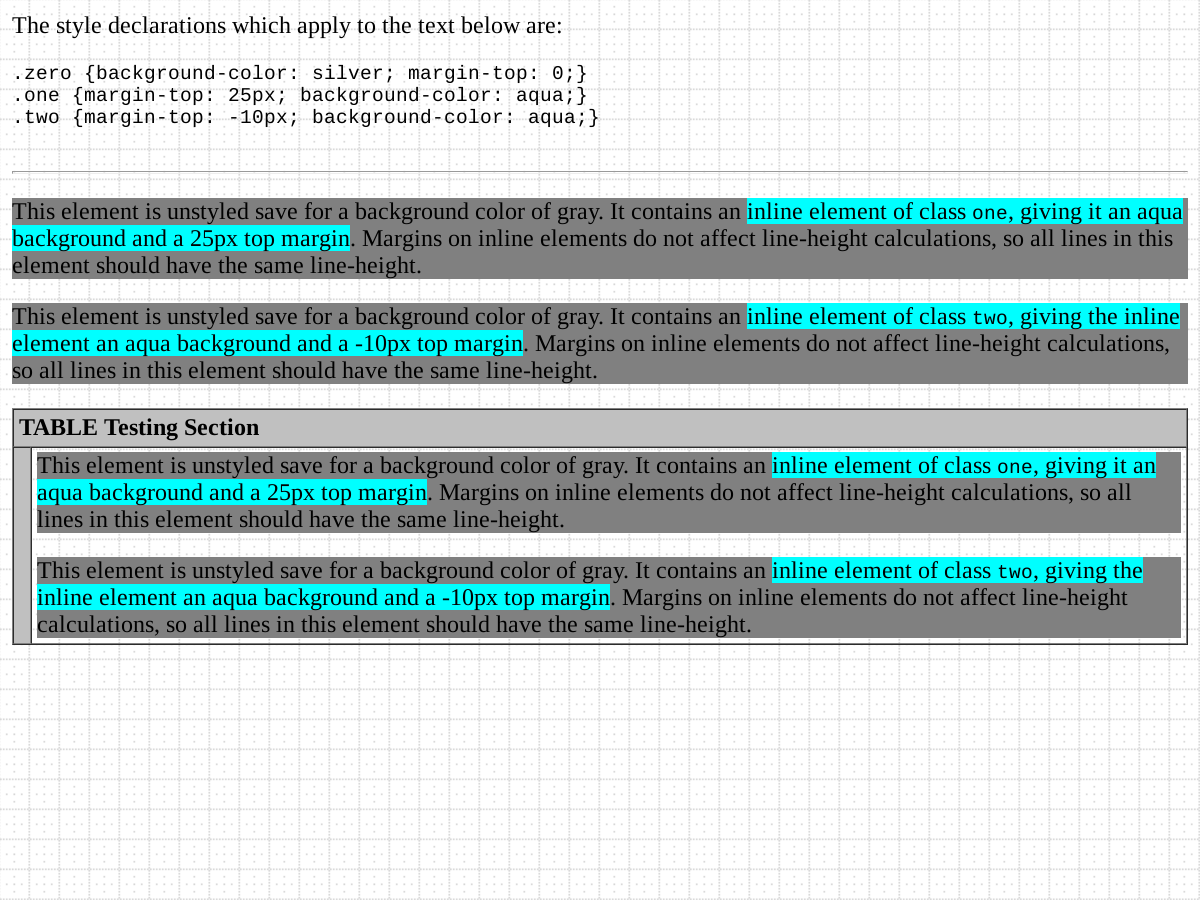 The style declarations which apply to the text below are:
.zero {background-color: silver; margin-top: 0;}
.one {margin-top: 25px; background-color: aqua;}
.two {margin-top: -10px; background-color: aqua;}
This element is unstyled save for a background color of gray. It contains an inline element of class one, giving it an aqua
background and a 25px top margin. Margins on inline elements do not affect line-height calculations, so all lines in this
element should have the same line-height.
This element is unstyled save for a background color of gray. It contains an inline element of class two, giving the inline
element an aqua background and a -10px top margin. Margins on inline elements do not affect line-height calculations,
so all lines in this element should have the same line-height.
TABLE Testing Section
This element is unstyled save for a background color of gray. It contains an inline element of class one, giving it an
aqua background and a 25px top margin. Margins on inline elements do not affect line-height calculations, so all
lines in this element should have the same line-height.
This element is unstyled save for a background color of gray. It contains an inline element of class two, giving the
inline element an aqua background and a -10px top margin. Margins on inline elements do not affect line-height
calculations, so all lines in this element should have the same line-height.